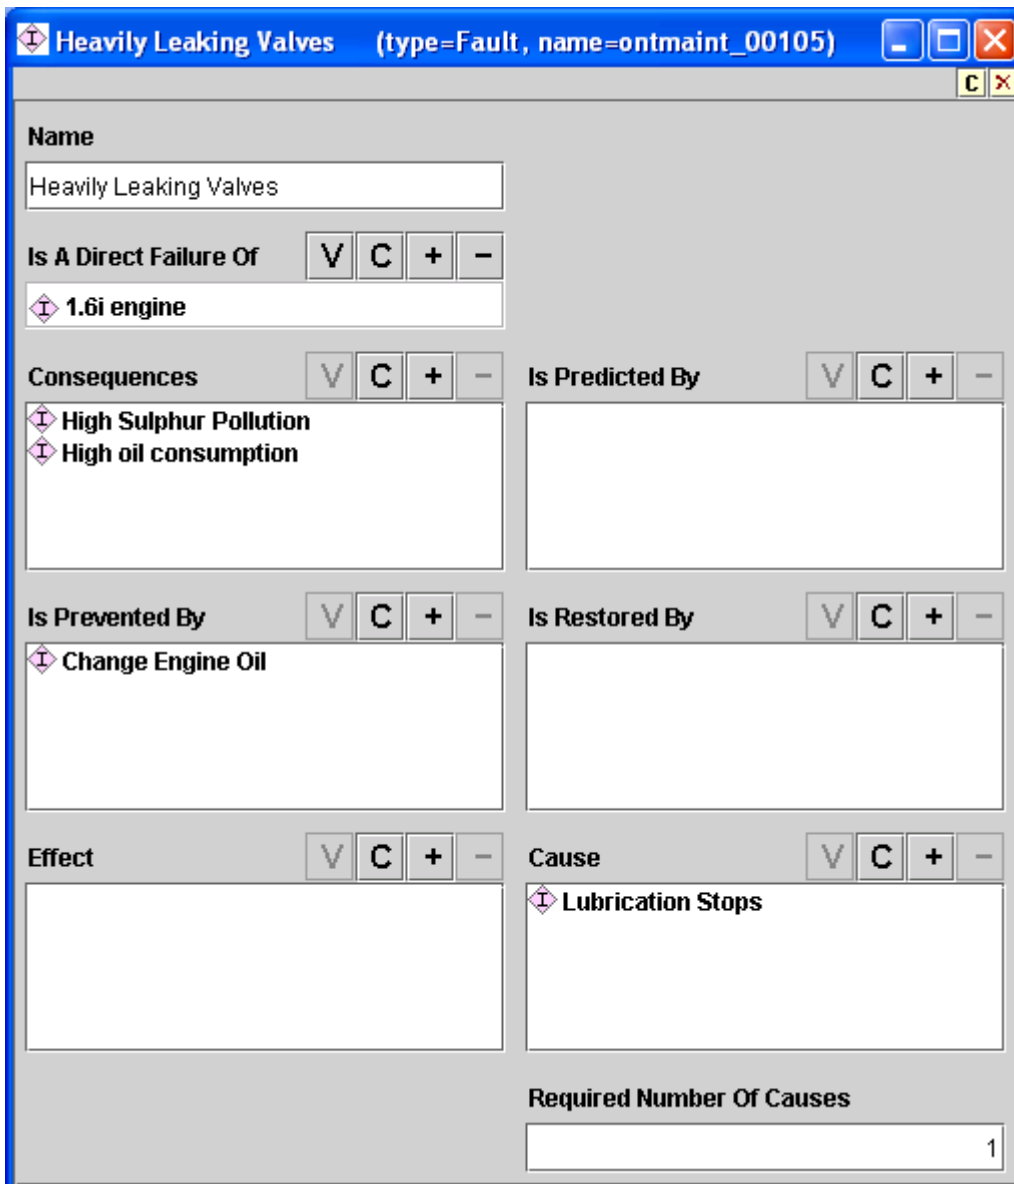 Heavily Leaking Valves (type=Fault, name=ontmaint_00105)
C
Name
Heavily Leaking Valves
Is A Direct Failure Of V C + −
I 1.6i engine
Consequences V C + −
I High Sulphur Pollution
I High oil consumption
Is Predicted By V C + −
Is Prevented By V C + −
I Change Engine Oil
Is Restored By V C + −
Effect V C + −
Cause V C + −
I Lubrication Stops
Required Number Of Causes
1